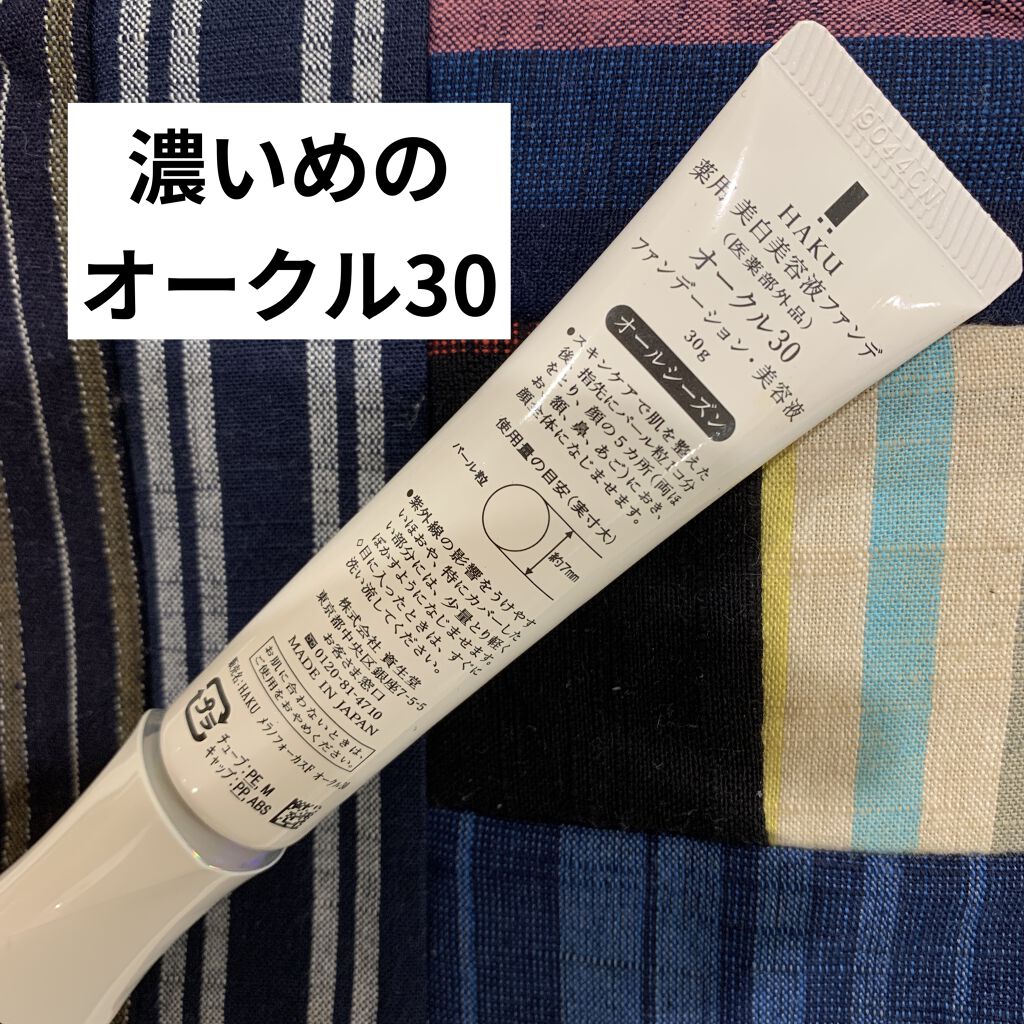 濃いめの
オークル30
9044CW
HAKU
薬用 美白美容液ファンデ
(医薬部外品)
オークル30
ファンデーション・美容液
30g
オールシーズン
•スキンケアで肌を整えた
後、指先にパール粒1コ分
をとり、顔の5カ所(両ほ
お、額、鼻、あご)におき、
顔全体になじませます。
使用量の目安(実寸大)
パール粒
約7mm
•紫外線の影響をうけやす
いほおや、特にカバーした
い部分には、少量とり軽く
ぼかすようになじませます。
◇目に入ったときは、すぐに
洗い流してください。
株式会社 資生堂
東京都中央区銀座7-5-5
お客さま窓口
0120-81-4710
MADE IN JAPAN
お肌に合わないときは、
ご使用をおやめください。
販売名:HAKU メラノフォーカスF オークル30
プラ
チューブ:PE, M
キャップ:PP, ABS